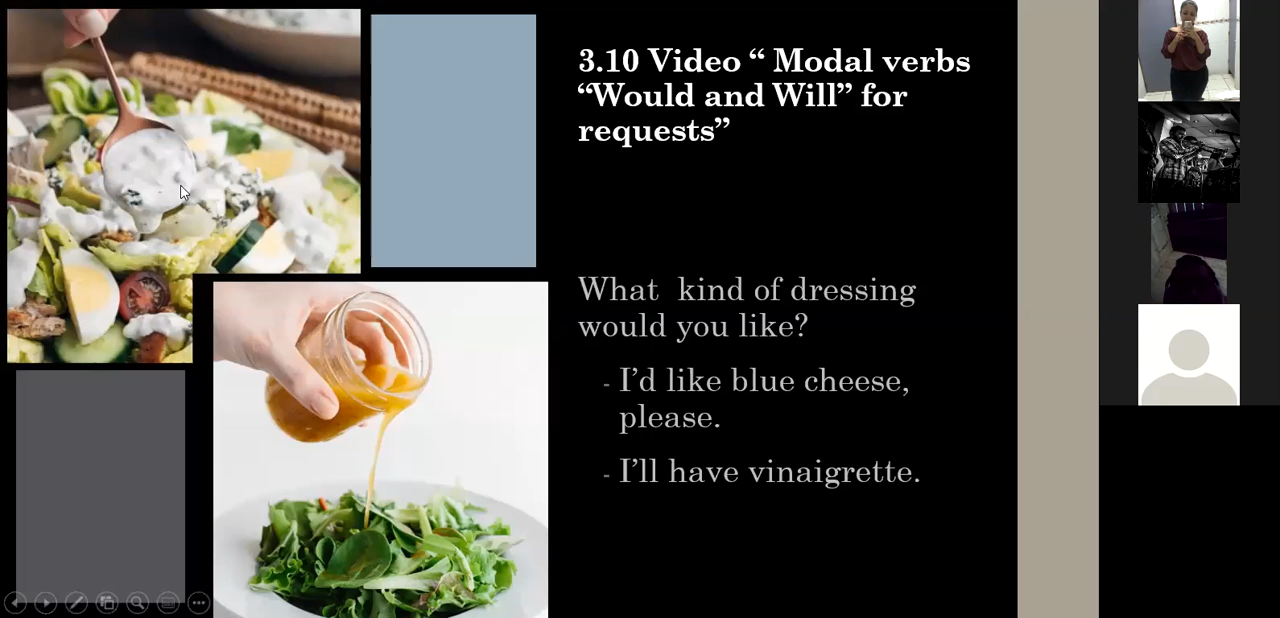 3.10 Video “ Modal verbs
“Would and Will” for
requests”
What  kind of dressing
would you like?
- I’d like blue cheese,
please.
- I’ll have vinaigrette.